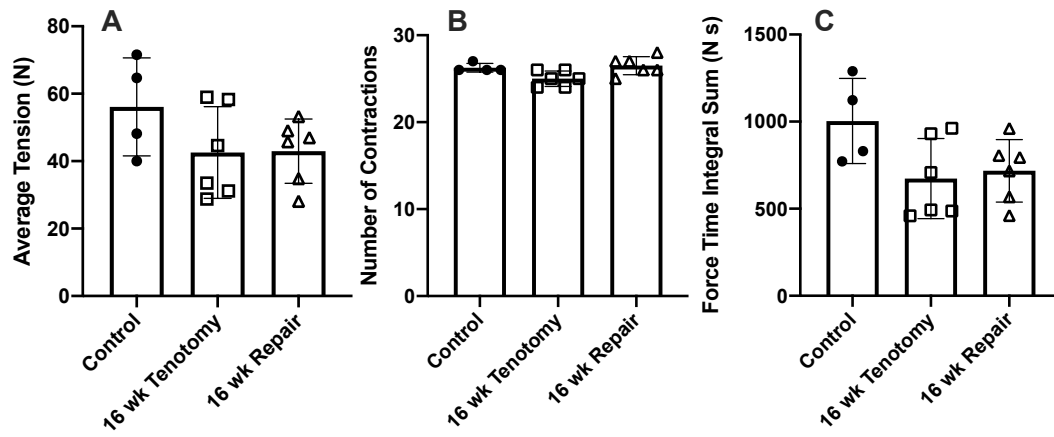 A
Average Tension (N)
80
60
40
20
0
Control
16 wk Tenotomy
16 wk Repair
B
Number of Contractions
30
20
10
0
Control
16 wk Tenotomy
16 wk Repair
C
Force Time Integral Sum (N s)
1500
1000
500
0
Control
16 wk Tenotomy
16 wk Repair